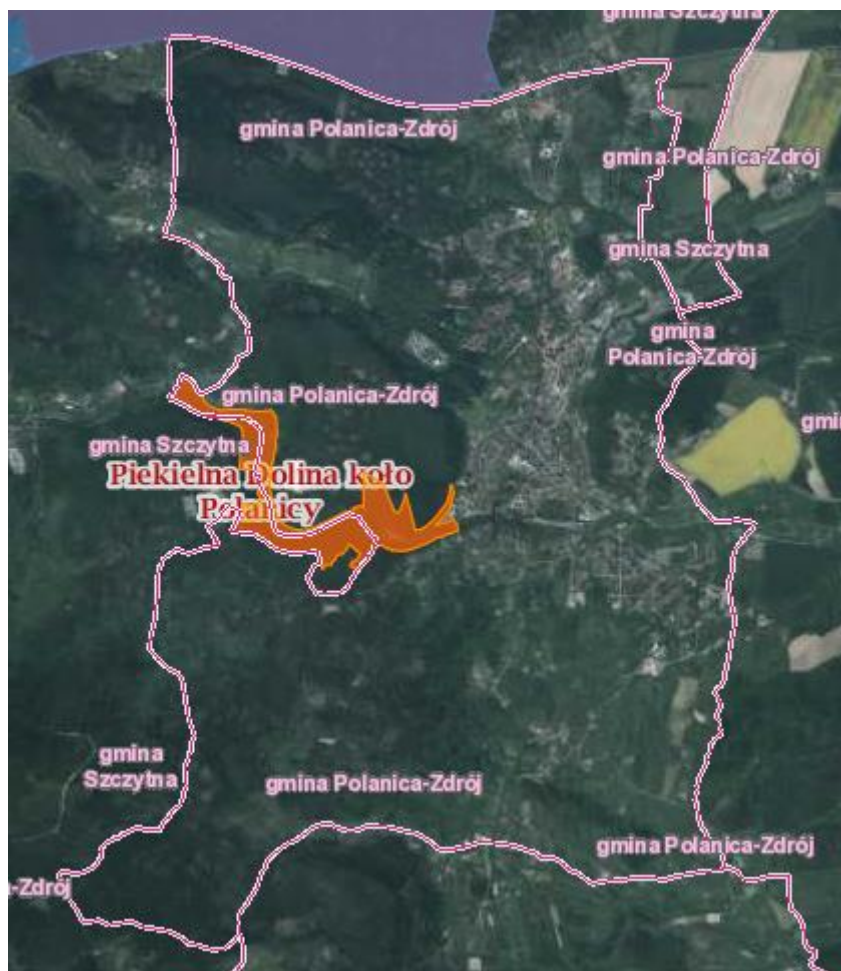 gmina Szczytna
gmina Polanica-Zdrój
gmina Polanica-Zdrój
gmina Szczytna
gmina
Polanica-Zdrój
gmina Polanica-Zdrój
gmina Szczytna
gmi
Piekielna Dolina koło
Polanicy
gmina
Szczytna
gmina Polanica-Zdrój
gmina Polanica-Zdrój
a-Zdrój